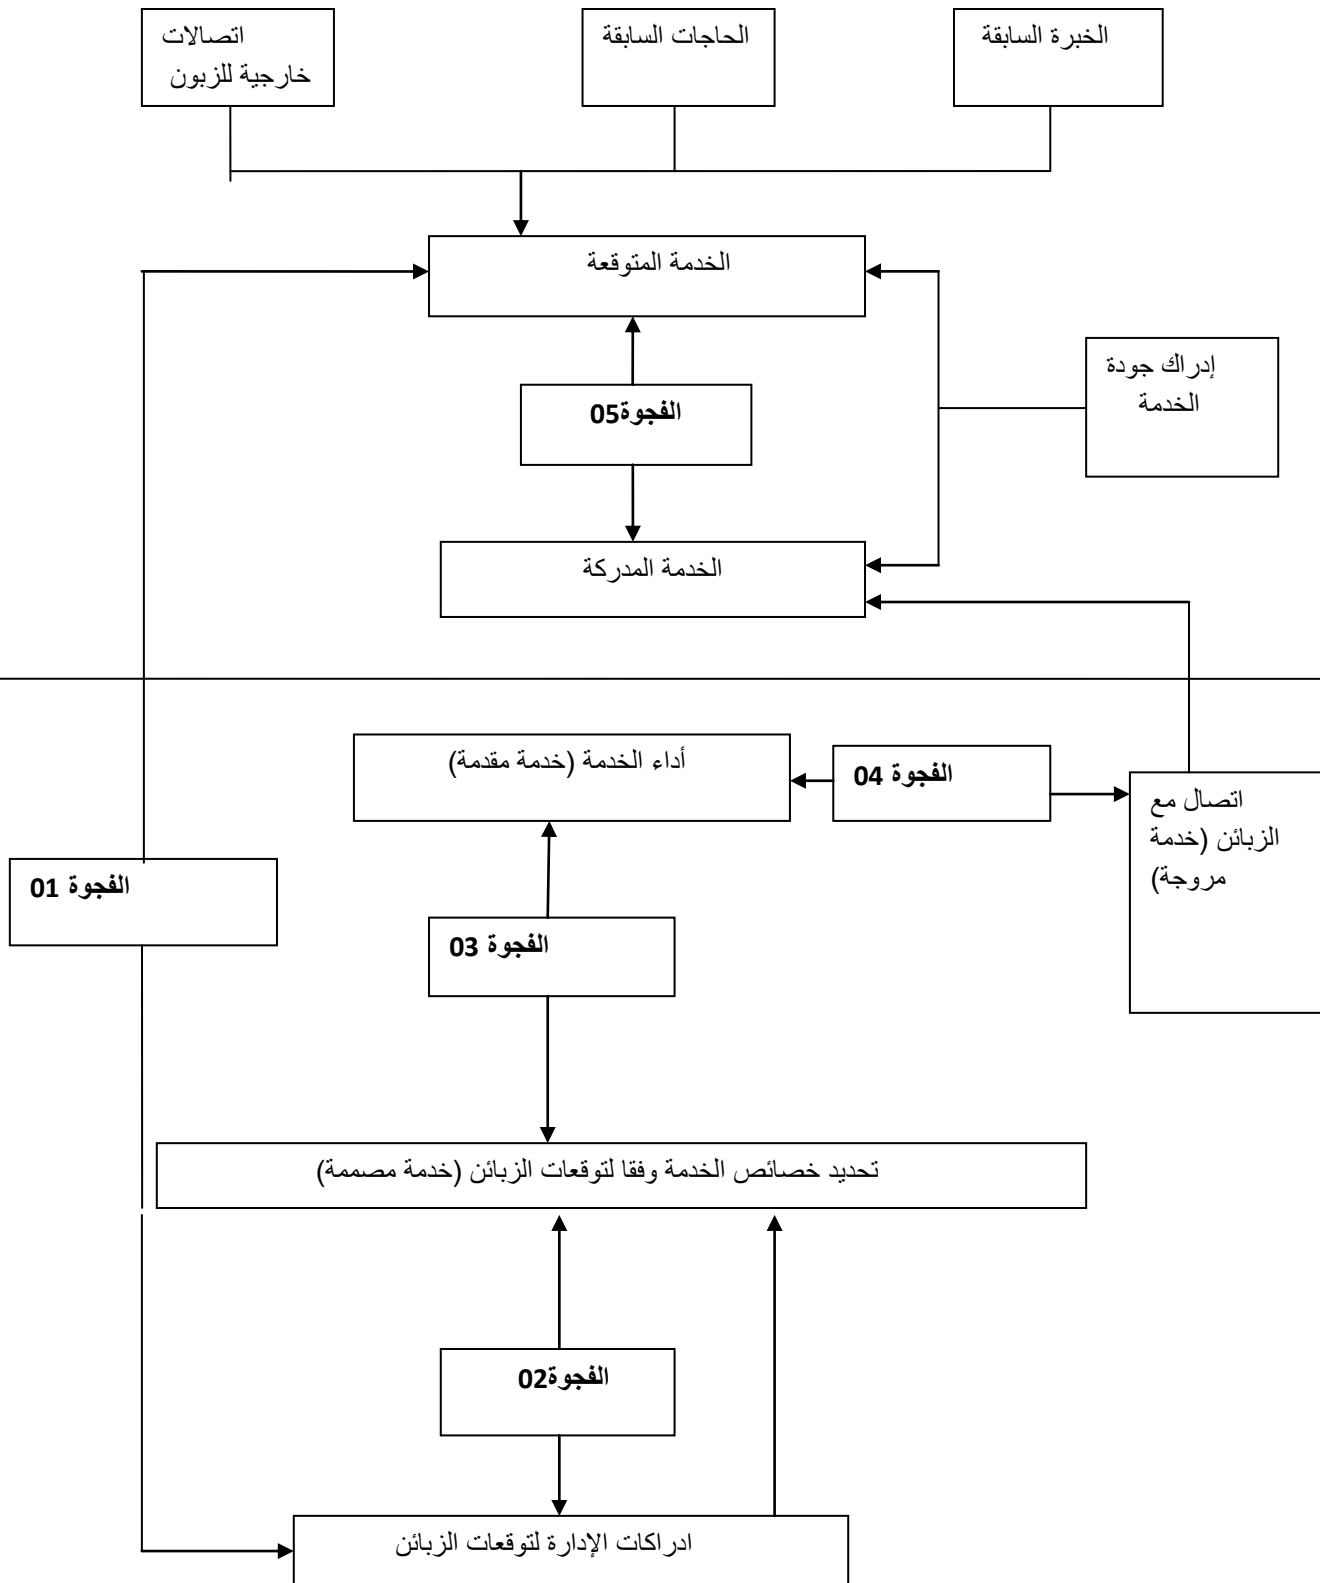 الخبرة السابقة
الحاجات السابقة
اتصالات
خارجية للزبون
الخدمة المتوقعة
إدراك جودة
الخدمة
الفجوة05
الخدمة المدركة
أداء الخدمة (خدمة مقدمة)
الفجوة 04
اتصال مع
الزبائن (خدمة
مروجة)
الفجوة 01
الفجوة 03
تحديد خصائص الخدمة وفقا لتوقعات الزبائن (خدمة مصممة)
الفجوة02
ادراكات الإدارة لتوقعات الزبائن